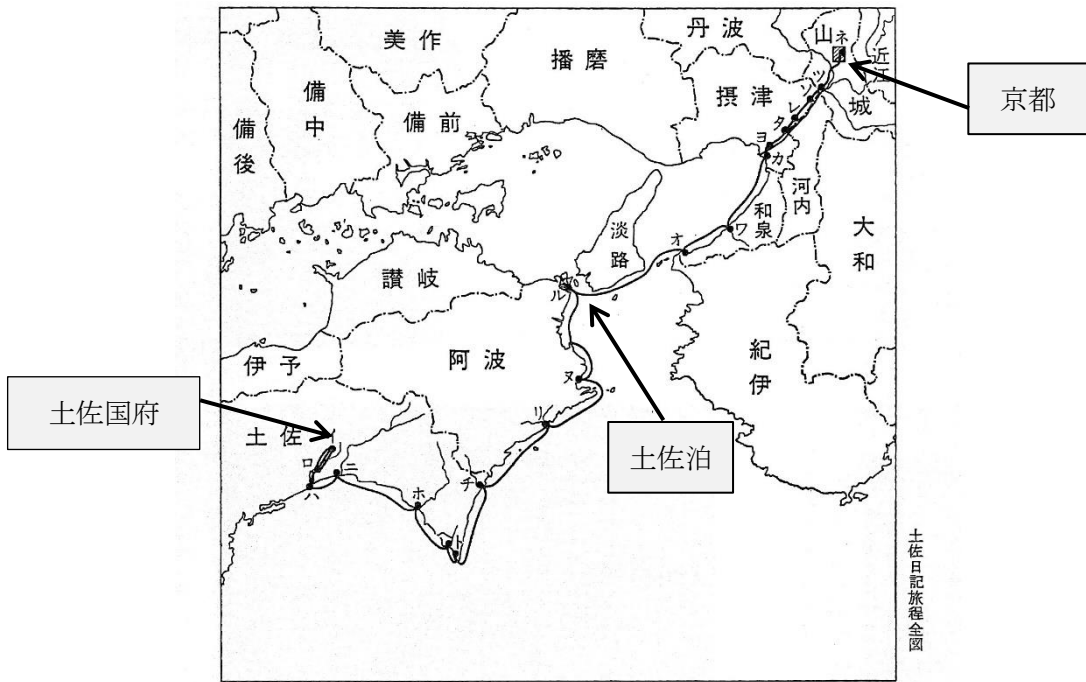 丹波
山
ネ
近江
美作
播磨
京都
摂津
ツ
ソ
レ
城
備中
備前
タ
ヨ
カ
備後
河内
和泉
大和
淡路
ワ
オ
讃岐
ル
伊予
阿波
紀伊
ヌ
土佐国府
土佐
イ
リ
土佐泊
ロ
ニ
ハ
チ
ホ
ト
土佐日記旅程全図